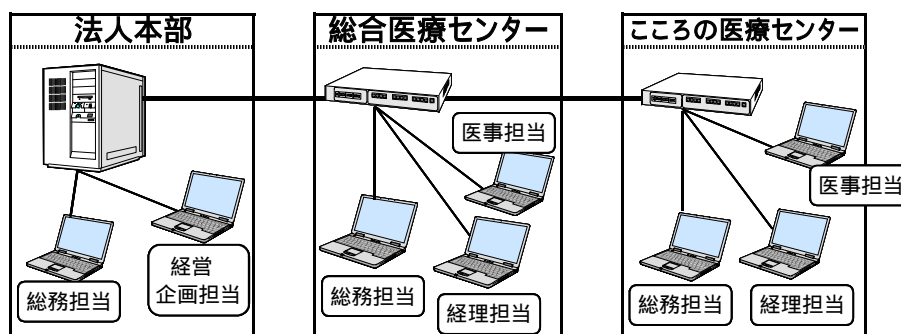 法人本部
総務担当
経営
企画担当
総合医療センター
医事担当
総務担当
経理担当
こころの医療センター
医事担当
総務担当
経理担当